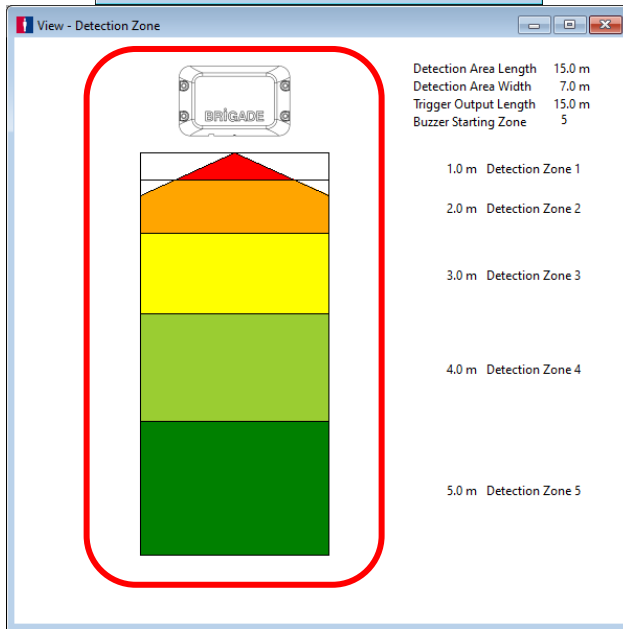 View - Detection Zone
BRIGADE
Detection Area Length 15.0 m
Detection Area Width 7.0 m
Trigger Output Length 15.0 m
Buzzer Starting Zone 5
1.0 m Detection Zone 1
2.0 m Detection Zone 2
3.0 m Detection Zone 3
4.0 m Detection Zone 4
5.0 m Detection Zone 5